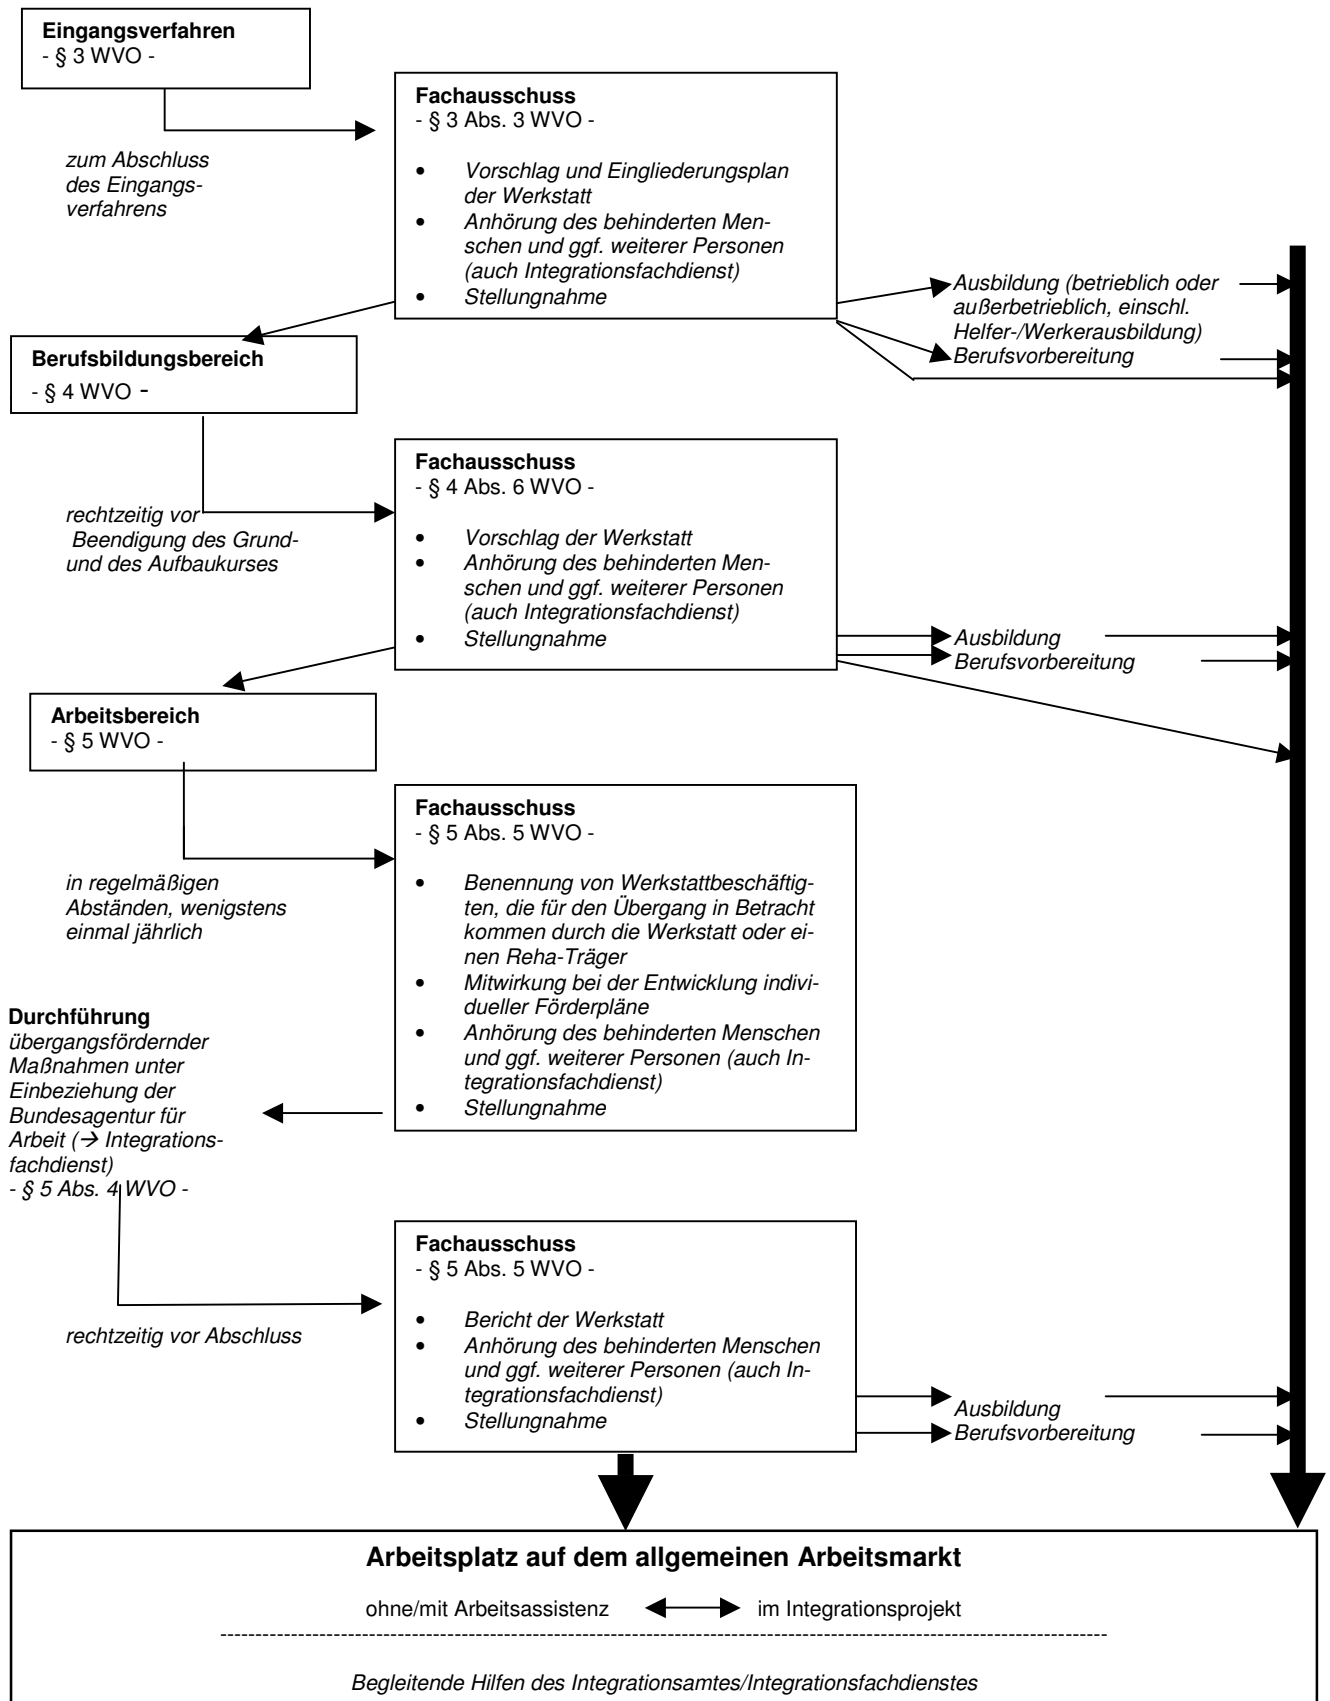 Eingangsverfahren
- § 3 WVO -
Fachausschuss
- § 3 Abs. 3 WVO -
zum Abschluss
des Eingangs-
verfahrens
• Vorschlag und Eingliederungsplan
der Werkstatt
• Anhörung des behinderten Men-
schen und ggf. weiterer Personen
(auch Integrationsfachdienst)
• Stellungnahme
Ausbildung (betrieblich oder
außerbetrieblich, einschl.
Helfer-/Werkerausbildung)
Berufsvorbereitung
Berufsbildungsbereich
- § 4 WVO -
Fachausschuss
- § 4 Abs. 6 WVO -
rechtzeitig vor
Beendigung des Grund-
und des Aufbaukurses
• Vorschlag der Werkstatt
• Anhörung des behinderten Men-
schen und ggf. weiterer Personen
(auch Integrationsfachdienst)
• Stellungnahme
Ausbildung
Berufsvorbereitung
Arbeitsbereich
- § 5 WVO -
Fachausschuss
- § 5 Abs. 5 WVO -
in regelmäßigen
Abständen, wenigstens
einmal jährlich
• Benennung von Werkstattbeschäftig-
ten, die für den Übergang in Betracht
kommen durch die Werkstatt oder ei-
nen Reha-Träger
• Mitwirkung bei der Entwicklung indivi-
dueller Förderpläne
• Anhörung des behinderten Menschen
und ggf. weiterer Personen (auch In-
tegrationsfachdienst)
• Stellungnahme
Durchführung
übergangsfördernder
Maßnahmen unter
Einbeziehung der
Bundesagentur für
Arbeit (→ Integrations-
fachdienst)
- § 5 Abs. 4 WVO -
Fachausschuss
- § 5 Abs. 5 WVO -
rechtzeitig vor Abschluss
• Bericht der Werkstatt
• Anhörung des behinderten Menschen
und ggf. weiterer Personen (auch In-
tegrationsfachdienst)
• Stellungnahme
Ausbildung
Berufsvorbereitung
Arbeitsplatz auf dem allgemeinen Arbeitsmarkt
ohne/mit Arbeitsassistenz im Integrationsprojekt
Begleitende Hilfen des Integrationsamtes/Integrationsfachdienstes